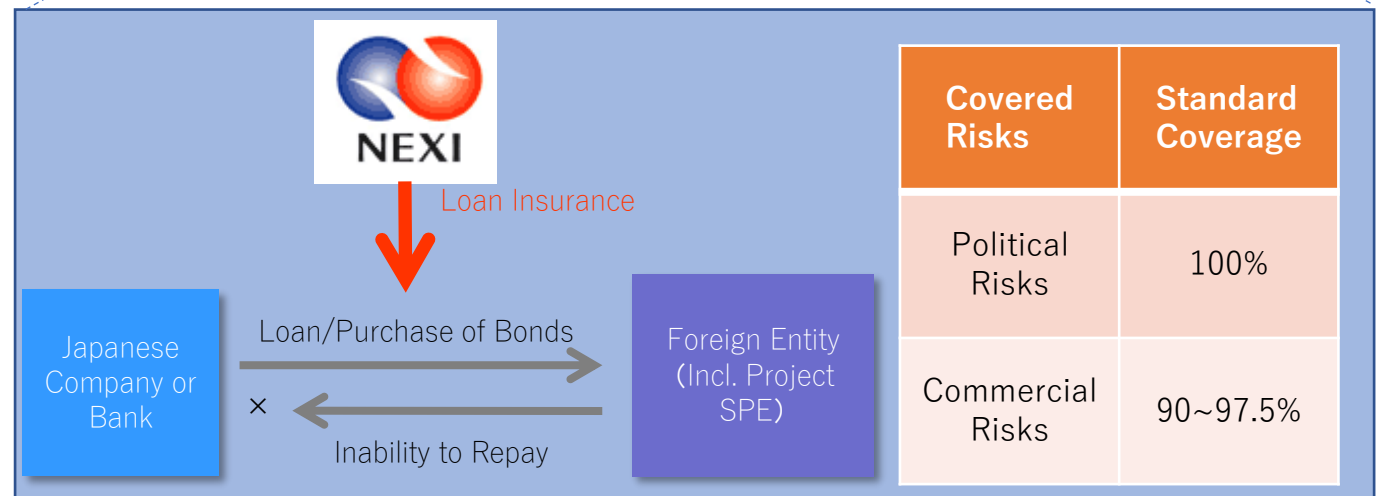 NEXI
Loan Insurance
Japanese
Company or
Bank
Loan/Purchase of Bonds
×
Inability to Repay
Foreign Entity
(Incl. Project
SPE)
Covered
Risks
Standard
Coverage
Political
Risks
100%
Commercial
Risks
90~97.5%